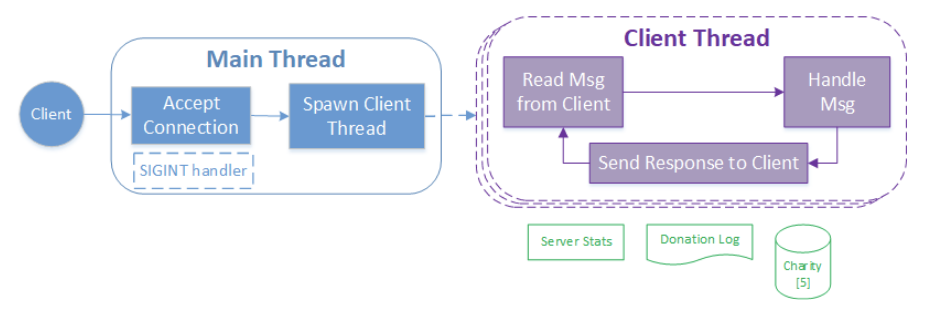 Main Thread
Client
Accept
Connection
Spawn Client
Thread
SIGINT handler
Client Thread
Read Msg
from Client
Handle
Msg
Send Response to Client
Server Stats
Donation Log
Charity
[5]